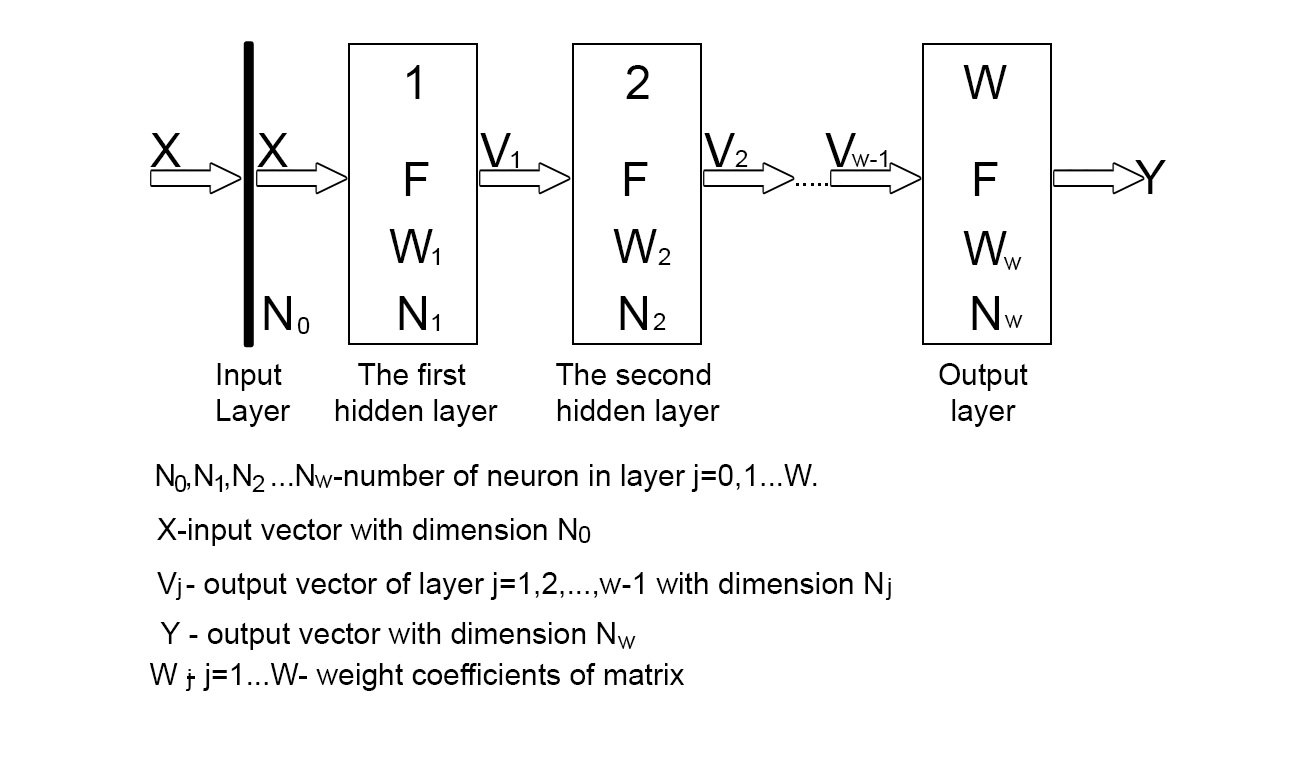 1 2 W
X X V1 V2 ..... Vw-1 Y
F F F
W1 W2 Ww
N0 N1 N2 Nw
Input Layer
The first hidden layer
The second hidden layer
Output layer
N0,N1,N2 ...Nw-number of neuron in layer j=0,1...W.
X-input vector with dimension N0
Vj- output vector of layer j=1,2,...,w-1 with dimension Nj
Y - output vector with dimension Nw
W j- j=1...W- weight coefficients of matrix